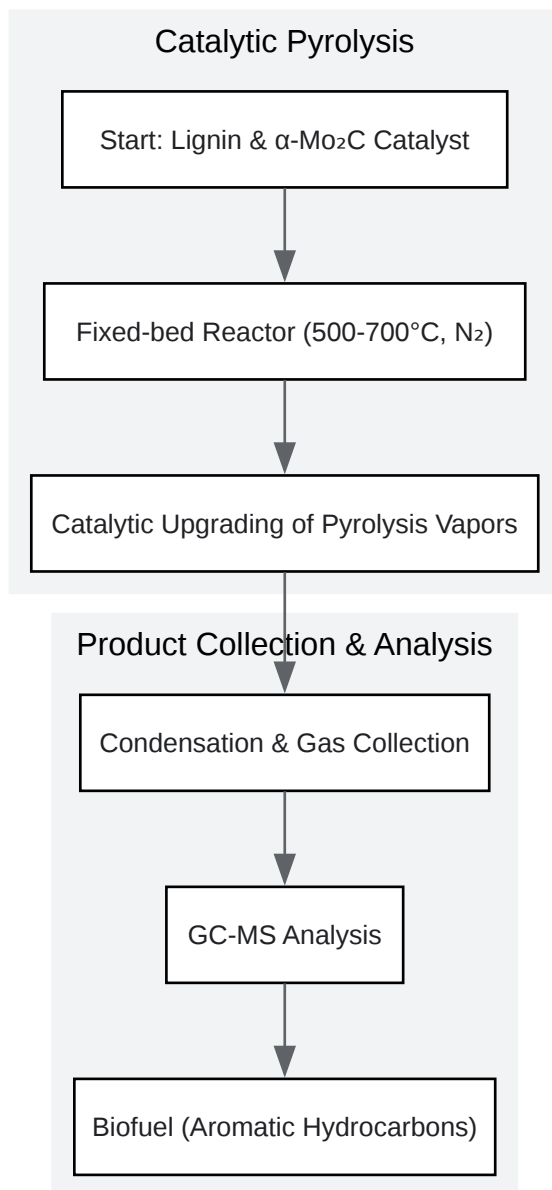 Catalytic Pyrolysis
Start: Lignin & α-Mo₂C Catalyst
Fixed-bed Reactor (500-700°C, N₂)
Catalytic Upgrading of Pyrolysis Vapors
Product Collection & Analysis
Condensation & Gas Collection
GC-MS Analysis
Biofuel (Aromatic Hydrocarbons)